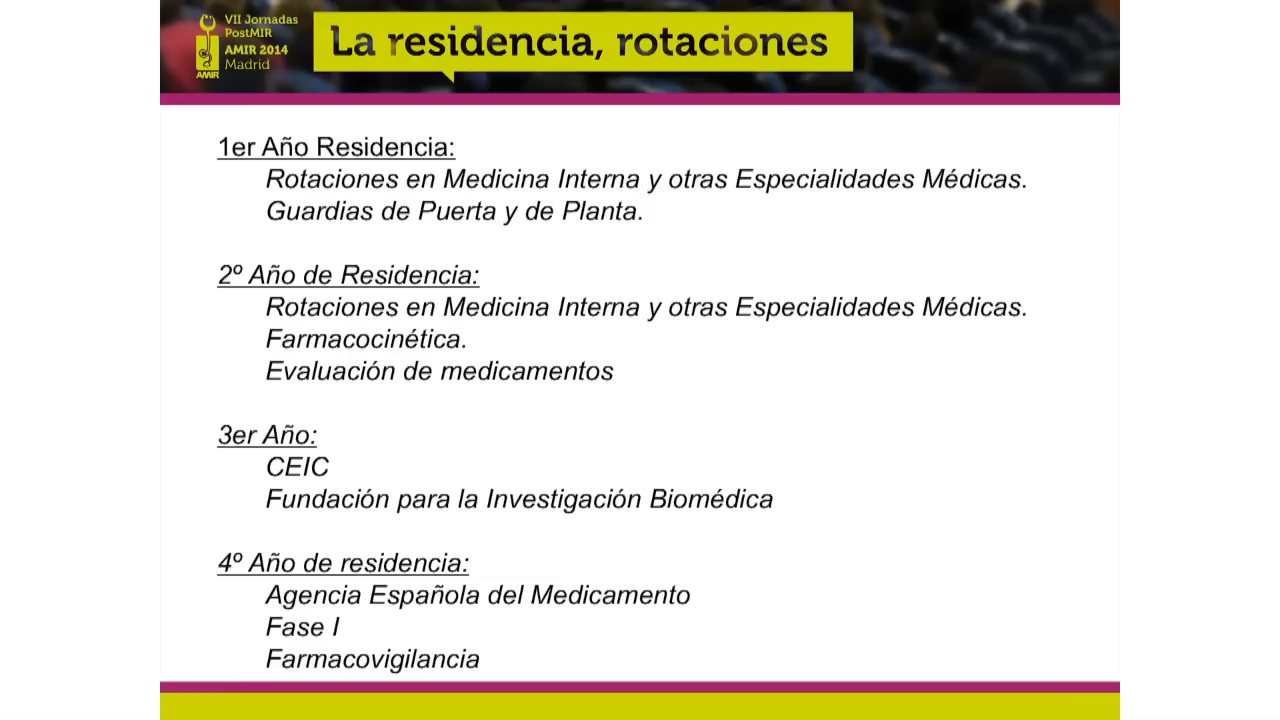 VII Jornadas
PostMIR
AMIR 2014
Madrid
AMIR
La residencia, rotaciones
1er Año Residencia:
Rotaciones en Medicina Interna y otras Especialidades Médicas.
Guardias de Puerta y de Planta.
2º Año de Residencia:
Rotaciones en Medicina Interna y otras Especialidades Médicas.
Farmacocinética.
Evaluación de medicamentos
3er Año:
CEIC
Fundación para la Investigación Biomédica
4º Año de residencia:
Agencia Española del Medicamento
Fase I
Farmacovigilancia